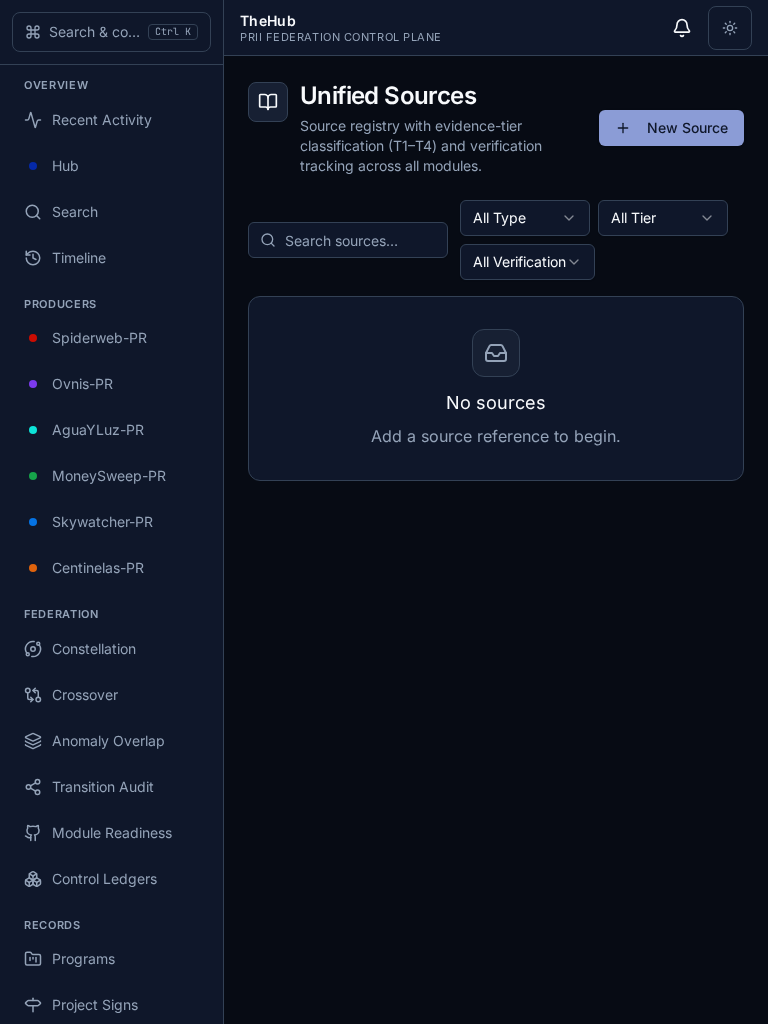 Search & co...
Ctrl K
OVERVIEW
Recent Activity
Hub
Search
Timeline
PRODUCERS
Spiderweb-PR
Ovnis-PR
AguaYLuz-PR
MoneySweep-PR
Skywatcher-PR
Centinelas-PR
FEDERATION
Constellation
Crossover
Anomaly Overlap
Transition Audit
Module Readiness
Control Ledgers
RECORDS
Programs
Project Signs
TheHub
PRII FEDERATION CONTROL PLANE
Unified Sources
Source registry with evidence-tier
classification (T1–T4) and verification
tracking across all modules.
New Source
Search sources...
All Type
All Tier
All Verification
No sources
Add a source reference to begin.